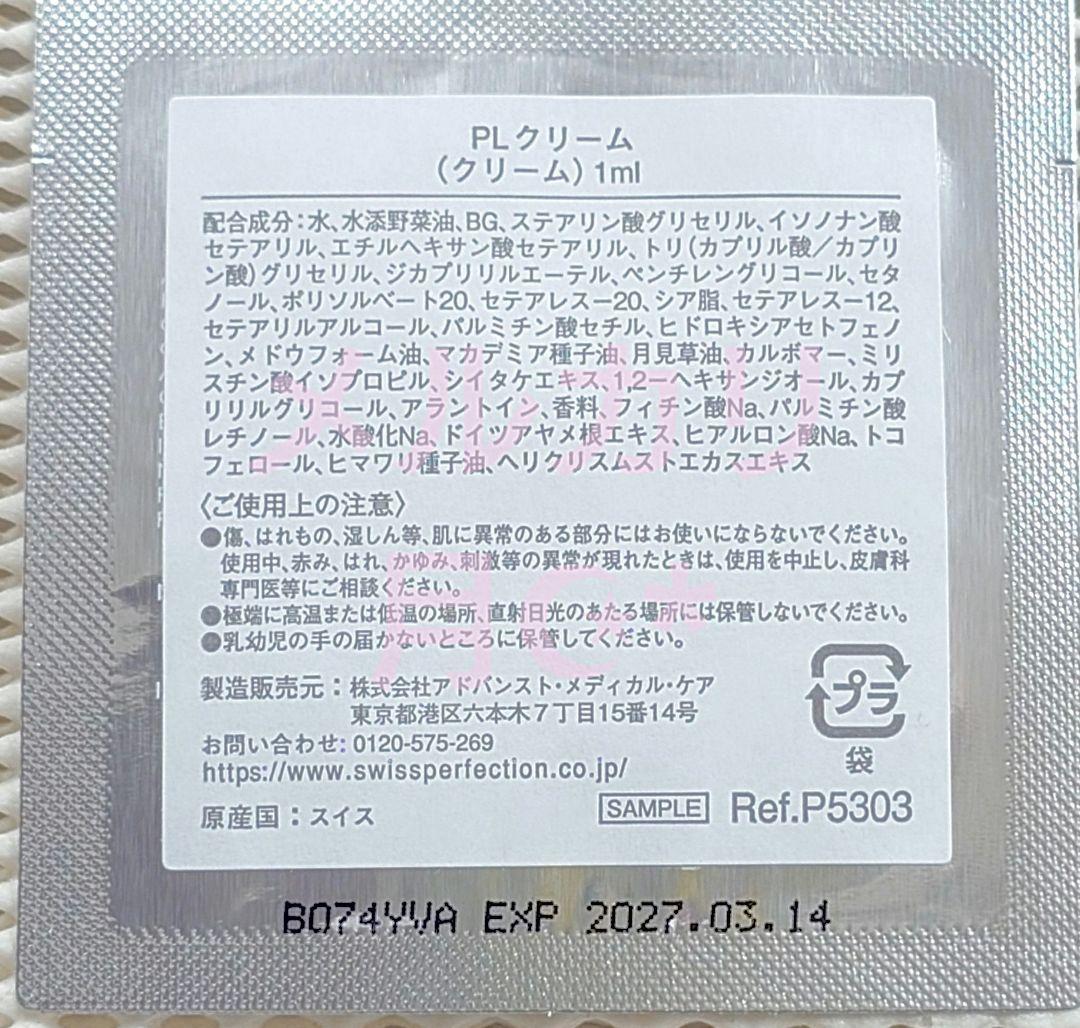 PLクリーム
(クリーム) 1ml
配合成分:水、水添野菜油、BG、ステアリン酸グリセリル、イソノナン酸
セテアリル、エチルヘキサン酸セテアリル、トリ(カプリル酸/カプリ
ン酸)グリセリル、ジカプリリルエーテル、ペンチレングリコール、セタ
ノール、ポリソルベート20、セテアレスー20、シア脂、セテアレスー12、
セテアリルアルコール、パルミチン酸セチル、ヒドロキシアセトフェノ
ン、メドウフォーム油、マカデミア種子油、月見草油、カルボマー、ミリ
スチン酸イソプロピル、シイタケエキス、1,2ーヘキサンジオール、カプ
リリルグリコール、アラントイン、香料、フィチン酸Na、パルミチン酸
レチノール、水酸化Na、ドイツアヤメ根エキス、ヒアルロン酸Na、トコ
フェロール、ヒマワリ種子油、ヘリクリスムストエカスエキス
〈ご使用上の注意〉
●傷、はれもの、湿しん等、肌に異常のある部分にはお使いにならないでください。
使用中、赤み、はれ、かゆみ、刺激等の異常が現れたときは、使用を中止し、皮膚科
専門医等にご相談ください。
●極端に高温または低温の場所、直射日光のあたる場所には保管しないでください。
●乳幼児の手の届かないところに保管してください。
製造販売元:株式会社アドバンスト・メディカル・ケア
東京都港区六本木7丁目15番14号
プラ
袋
お問い合わせ: 0120-575-269
https://www.swissperfection.co.jp/
原産国:スイス
SAMPLE Ref.P5303
B074YVA EXP 2027.03.14